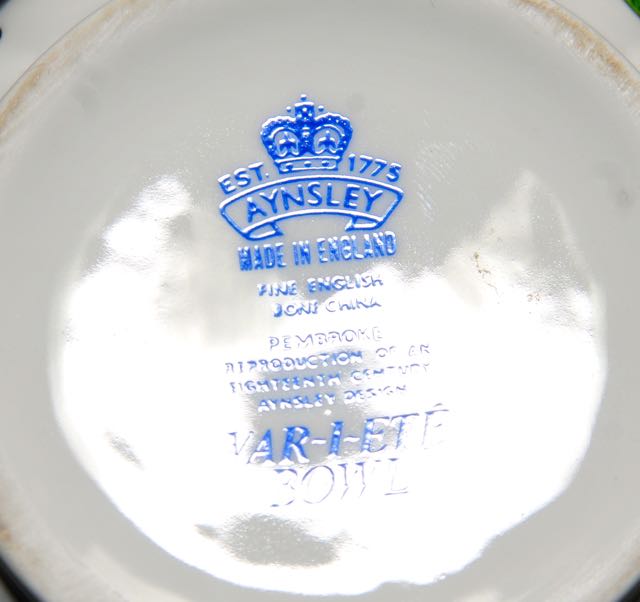 EST. 1775
AYNSLEY
MADE IN ENGLAND
FINE ENGLISH
BONE CHINA
PEMBROKE
REPRODUCTION OF AN
EIGHTEENTH CENTURY
AYNSLEY DESIGN
VAR-I-ETÉ
BOWL